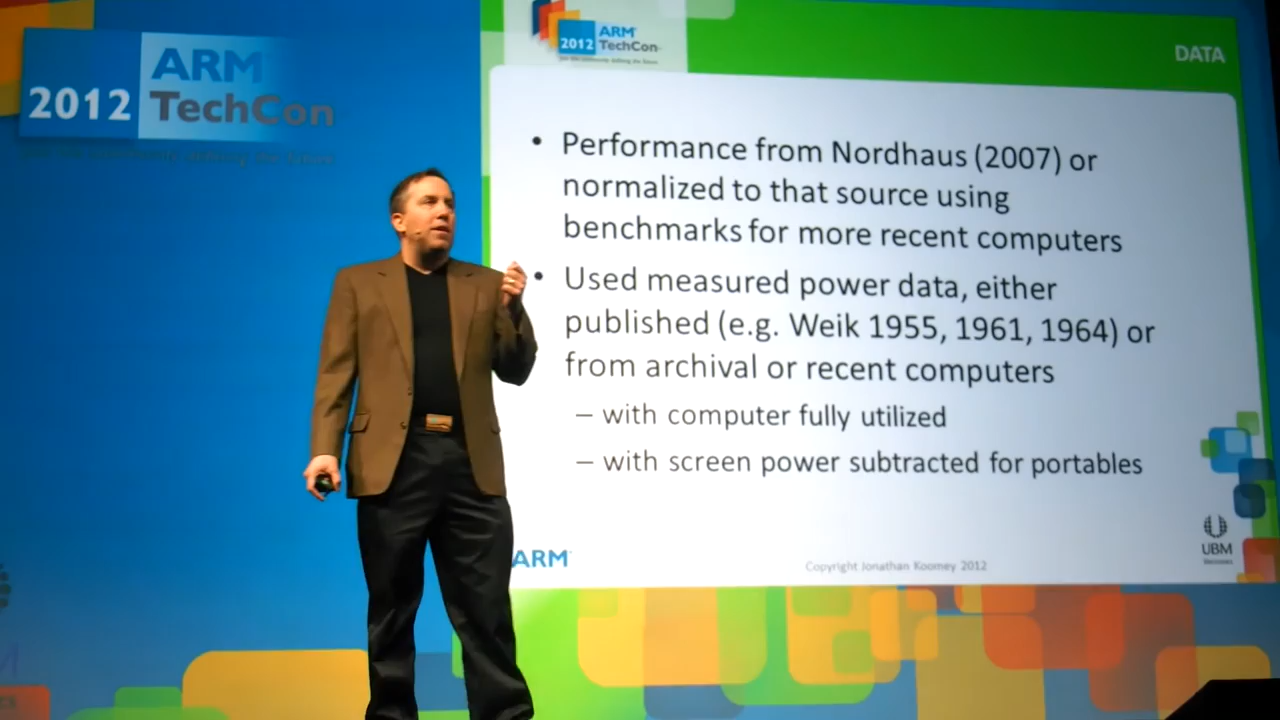 ARM
2012 TechCon
ARM
2012 TechCon
DATA
• Performance from Nordhaus (2007) or
normalized to that source using
benchmarks for more recent computers
• Used measured power data, either
published (e.g. Weik 1955, 1961, 1964) or
from archival or recent computers
– with computer fully utilized
– with screen power subtracted for portables
ARM
Copyright Jonathan Koomey 2012
UBM